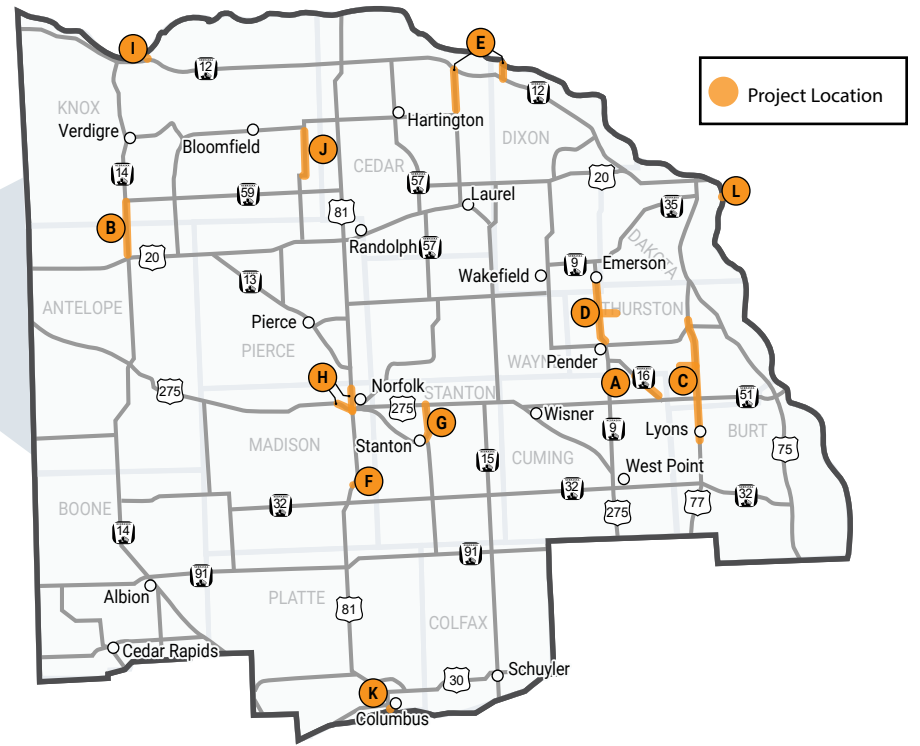 I
E
12
12
Project Location
KNOX
Verdigre
Bloomfield
Hartington
DIXON
J
CEDAR
14
20
57
59
L
81
Laurel
35
B
Randolph
57
DAKOTA
20
Wakefield
9
Emerson
13
ANTELOPE
D
THURSTON
Pierce
PIERCE
WAYN
Pender
H
Norfolk
A
16
C
275
STANTON
275
51
Wisner
G
Stanton
9
Lyons
BURT
MADISON
75
15
CUMING
West Point
F
32
32
32
BOONE
77
275
14
91
91
Albion
PLATTE
81
COLFAX
Cedar Rapids
Schuyler
30
K
Columbus